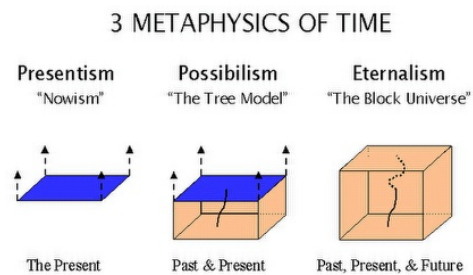 3 METAPHYSICS OF TIME
Presentism
"Nowism"
Possibilism
"The Tree Model"
Eternalism
"The Block Universe"
The Present
Past & Present
Past, Present, & Future